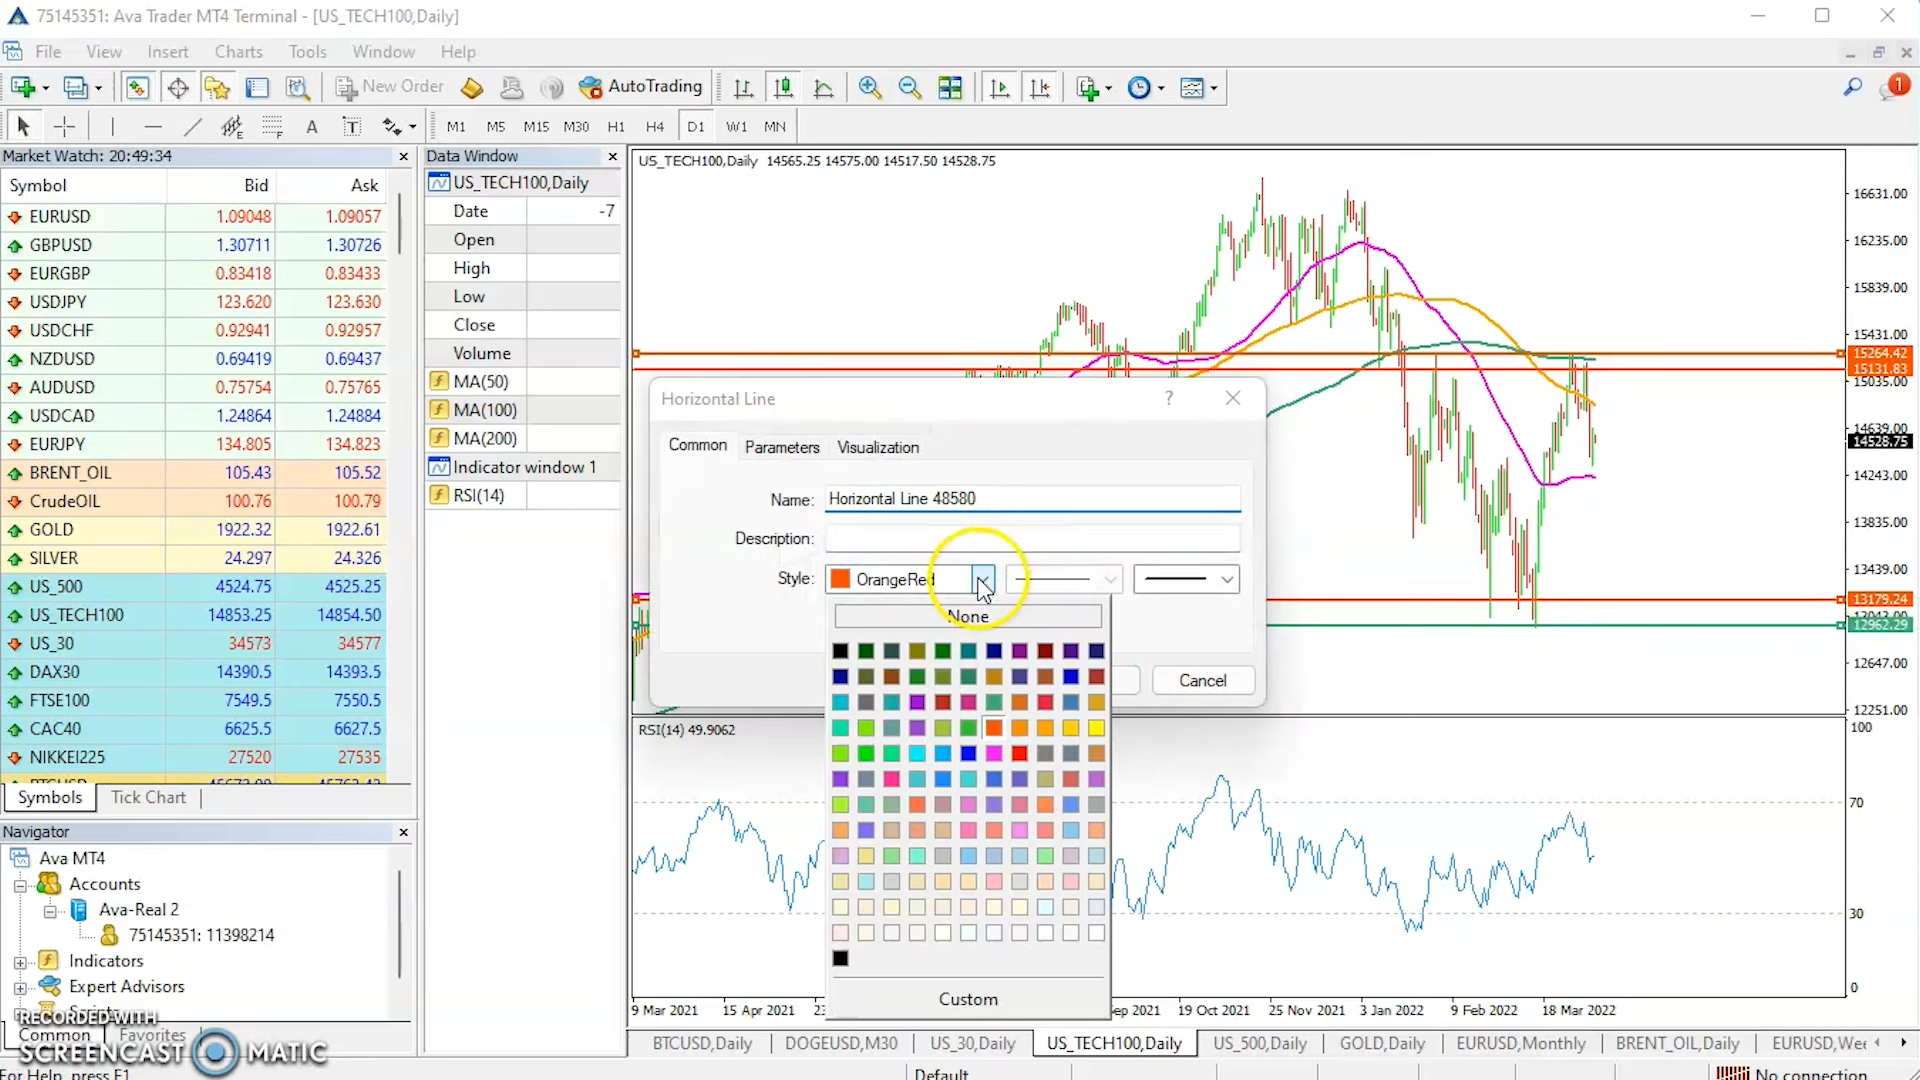 75145351: Ava Trader MT4 Terminal - [US_TECH100,Daily]
File View Insert Charts Tools Window Help
New Order AutoTrading 1
A T M1 M5 M15 M30 H1 H4 D1 W1 MN
Market Watch: 20:49:34
Symbol Bid Ask
EURUSD 1.09048 1.09057
GBPUSD 1.30711 1.30726
EURGBP 0.83418 0.83433
USDJPY 123.620 123.630
USDCHF 0.92941 0.92957
NZDUSD 0.69419 0.69437
AUDUSD 0.75754 0.75765
USDCAD 1.24864 1.24884
EURJPY 134.805 134.823
BRENT_OIL 105.43 105.52
CrudeOIL 100.76 100.79
GOLD 1922.32 1922.61
SILVER 24.297 24.326
US_500 4524.75 4525.25
US_TECH100 14853.25 14854.50
US_30 34573 34577
DAX30 14390.5 14393.5
FTSE100 7549.5 7550.5
CAC40 6625.5 6627.5
NIKKEI225 27520 27535
Symbols Tick Chart
Navigator
Ava MT4
Accounts
Ava-Real 2
75145351: 11398214
Indicators
Expert Advisors
Common Favorites
RECORDED WITH
SCREENCAST MATIC
For Help, press F1
Data Window
US_TECH100,Daily
Date -7
Open
High
Low
Close
Volume
MA(50)
MA(100)
MA(200)
Indicator window 1
RSI(14)
US_TECH100,Daily 14565.25 14575.00 14517.50 14528.75
16631.00
16235.00
15839.00
15431.00
15264.42
15131.83
15035.00
14639.00
14528.75
14243.00
13835.00
13439.00
13179.24
12962.29
12647.00
12251.00
Horizontal Line ?
Common Parameters Visualization
Name: Horizontal Line 48580
Description:
Style: OrangeRed
None
Custom
Cancel
RSI(14) 49.9062
100
70
30
0
9 Mar 2021 15 Apr 2021 19 Oct 2021 25 Nov 2021 3 Jan 2022 9 Feb 2022 18 Mar 2022
BTCUSD,Daily DOGEUSD,M30 US_30,Daily US_TECH100,Daily US_500,Daily GOLD,Daily EURUSD,Monthly BRENT_OIL,Daily
Default No connection